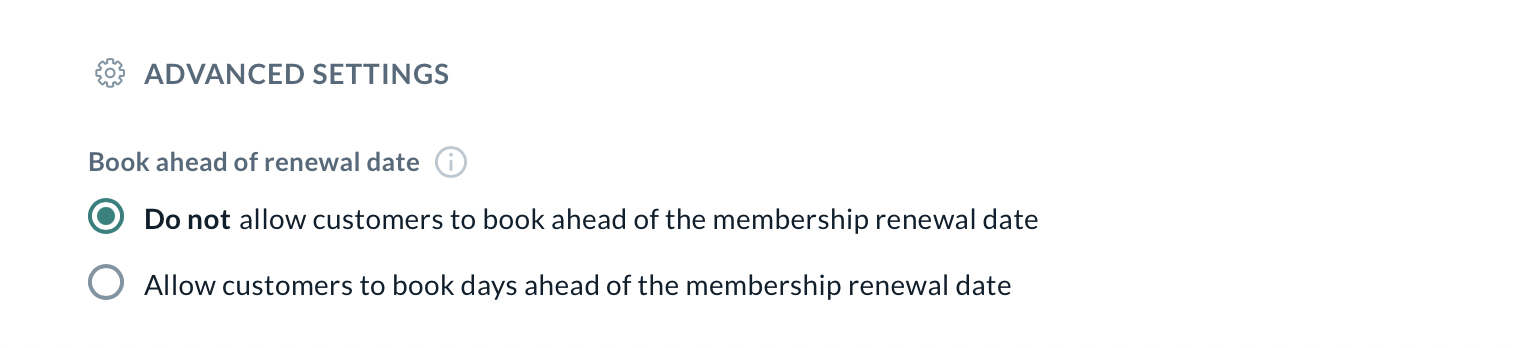 ADVANCED SETTINGS
Book ahead of renewal date
Do not allow customers to book ahead of the membership renewal date
Allow customers to book days ahead of the membership renewal date